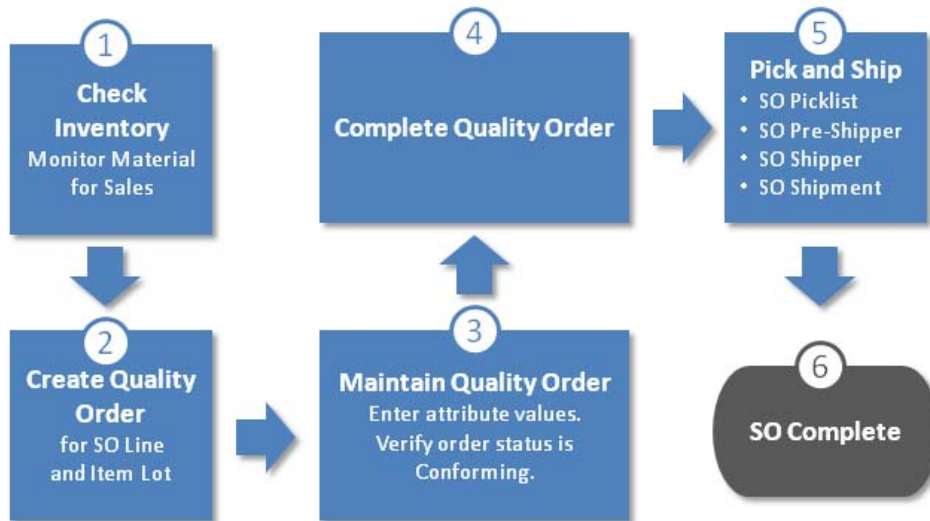 1
Check
Inventory
Monitor Material
for Sales
2
Create Quality
Order
for SO Line
and Item Lot
3
Maintain Quality Order
Enter attribute values.
Verify order status is
Conforming.
4
Complete Quality Order
5
Pick and Ship
• SO Picklist
• SO Pre-Shipper
• SO Shipper
• SO Shipment
6
SO Complete